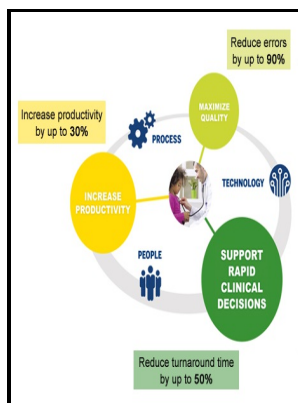 Reduce errors
by up to 90%
MAXIMIZE
QUALITY
Increase productivity
by up to 30%
PROCESS
TECHNOLOGY
INCREASE
PRODUCTIVITY
PEOPLE
SUPPORT
RAPID
CLINICAL
DECISIONS
Reduce turnaround time
by up to 50%